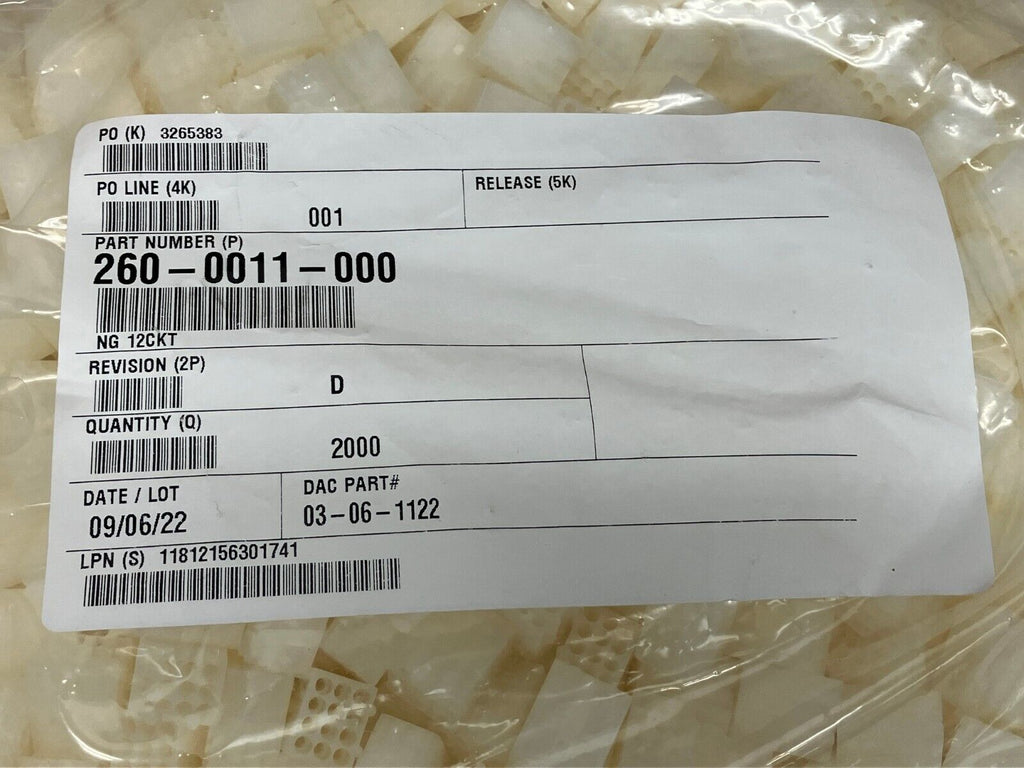 PO (K) 3265383
PO LINE (4K)
001
RELEASE (5K)
PART NUMBER (P)
260-0011-000
NG 12CKT
REVISION (2P)
D
QUANTITY (Q)
2000
DATE / LOT
09/06/22
DAC PART#
03-06-1122
LPN (S) 11812156301741